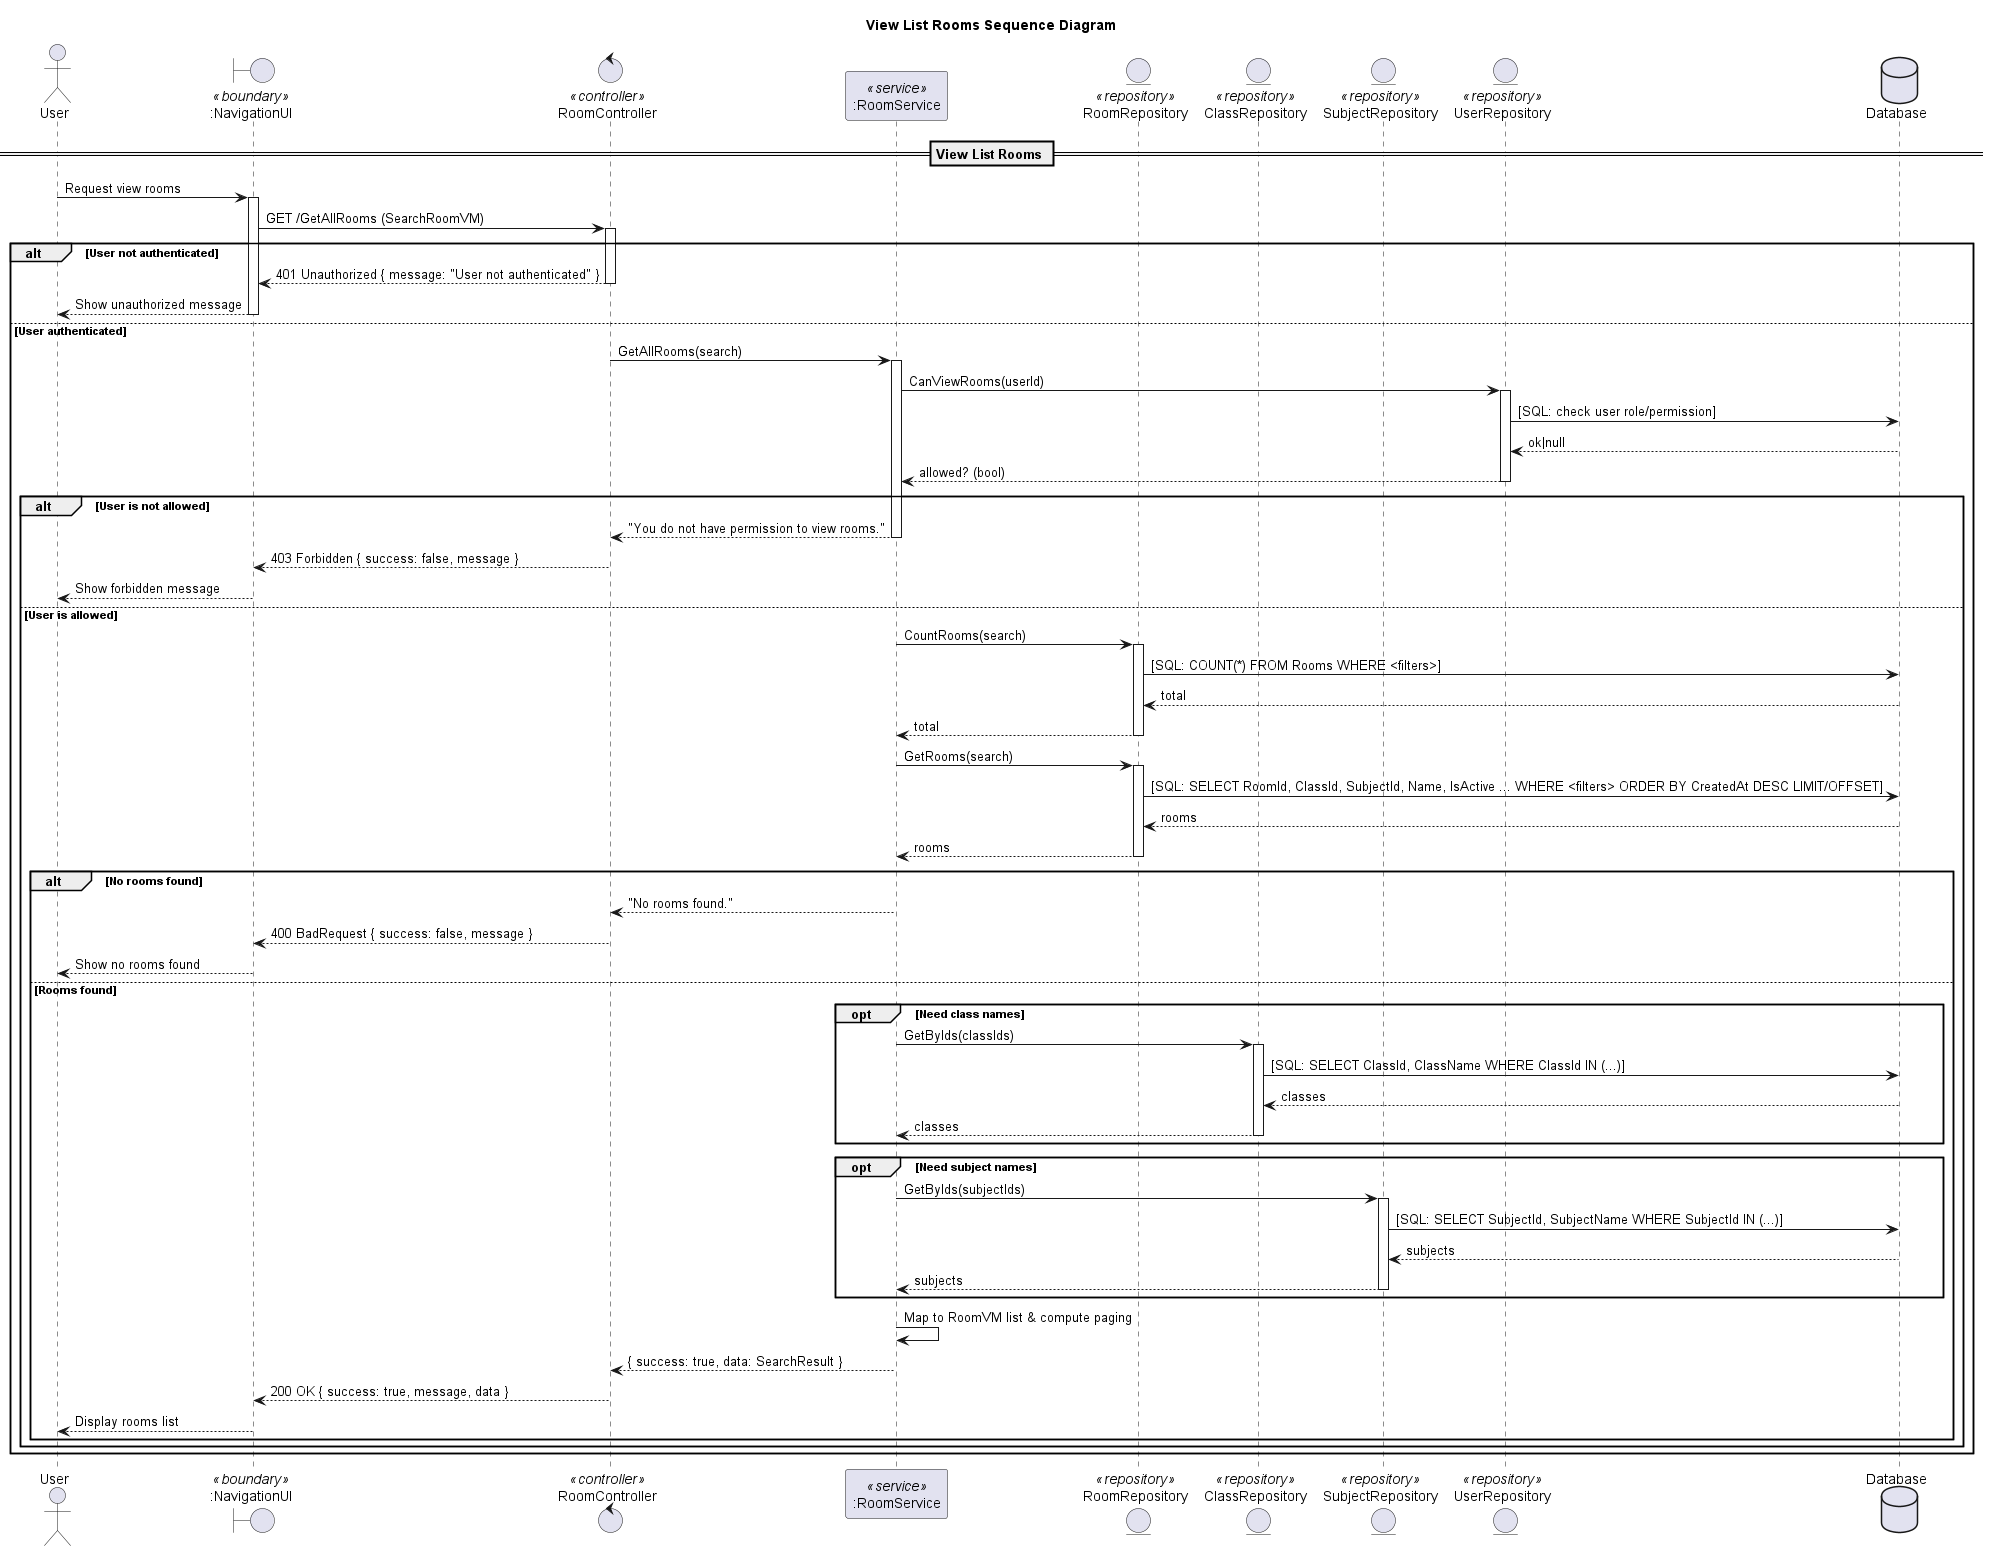 View List Rooms Sequence Diagram
User
«boundary»
:NavigationUI
«controller»
RoomController
«service»
:RoomService
«repository»
RoomRepository
«repository»
ClassRepository
«repository»
SubjectRepository
«repository»
UserRepository
Database
View List Rooms
Request view rooms
GET /GetAllRooms (SearchRoomVM)
alt
[User not authenticated]
401 Unauthorized { message: "User not authenticated" }
Show unauthorized message
[User authenticated]
GetAllRooms(search)
CanViewRooms(userId)
[SQL: check user role/permission]
ok|null
allowed? (bool)
alt
[User is not allowed]
"You do not have permission to view rooms."
403 Forbidden { success: false, message }
Show forbidden message
[User is allowed]
CountRooms(search)
[SQL: COUNT(*) FROM Rooms WHERE <filters>]
total
total
GetRooms(search)
[SQL: SELECT RoomId, ClassId, SubjectId, Name, IsActive ... WHERE <filters> ORDER BY CreatedAt DESC LIMIT/OFFSET]
rooms
rooms
alt
[No rooms found]
"No rooms found."
400 BadRequest { success: false, message }
Show no rooms found
[Rooms found]
opt
[Need class names]
GetByIds(classIds)
[SQL: SELECT ClassId, ClassName WHERE ClassId IN (...)]
classes
classes
opt
[Need subject names]
GetByIds(subjectIds)
[SQL: SELECT SubjectId, SubjectName WHERE SubjectId IN (...)]
subjects
subjects
Map to RoomVM list & compute paging
{ success: true, data: SearchResult }
200 OK { success: true, message, data }
Display rooms list
User
«boundary»
:NavigationUI
«controller»
RoomController
«service»
:RoomService
«repository»
RoomRepository
«repository»
ClassRepository
«repository»
SubjectRepository
«repository»
UserRepository
Database